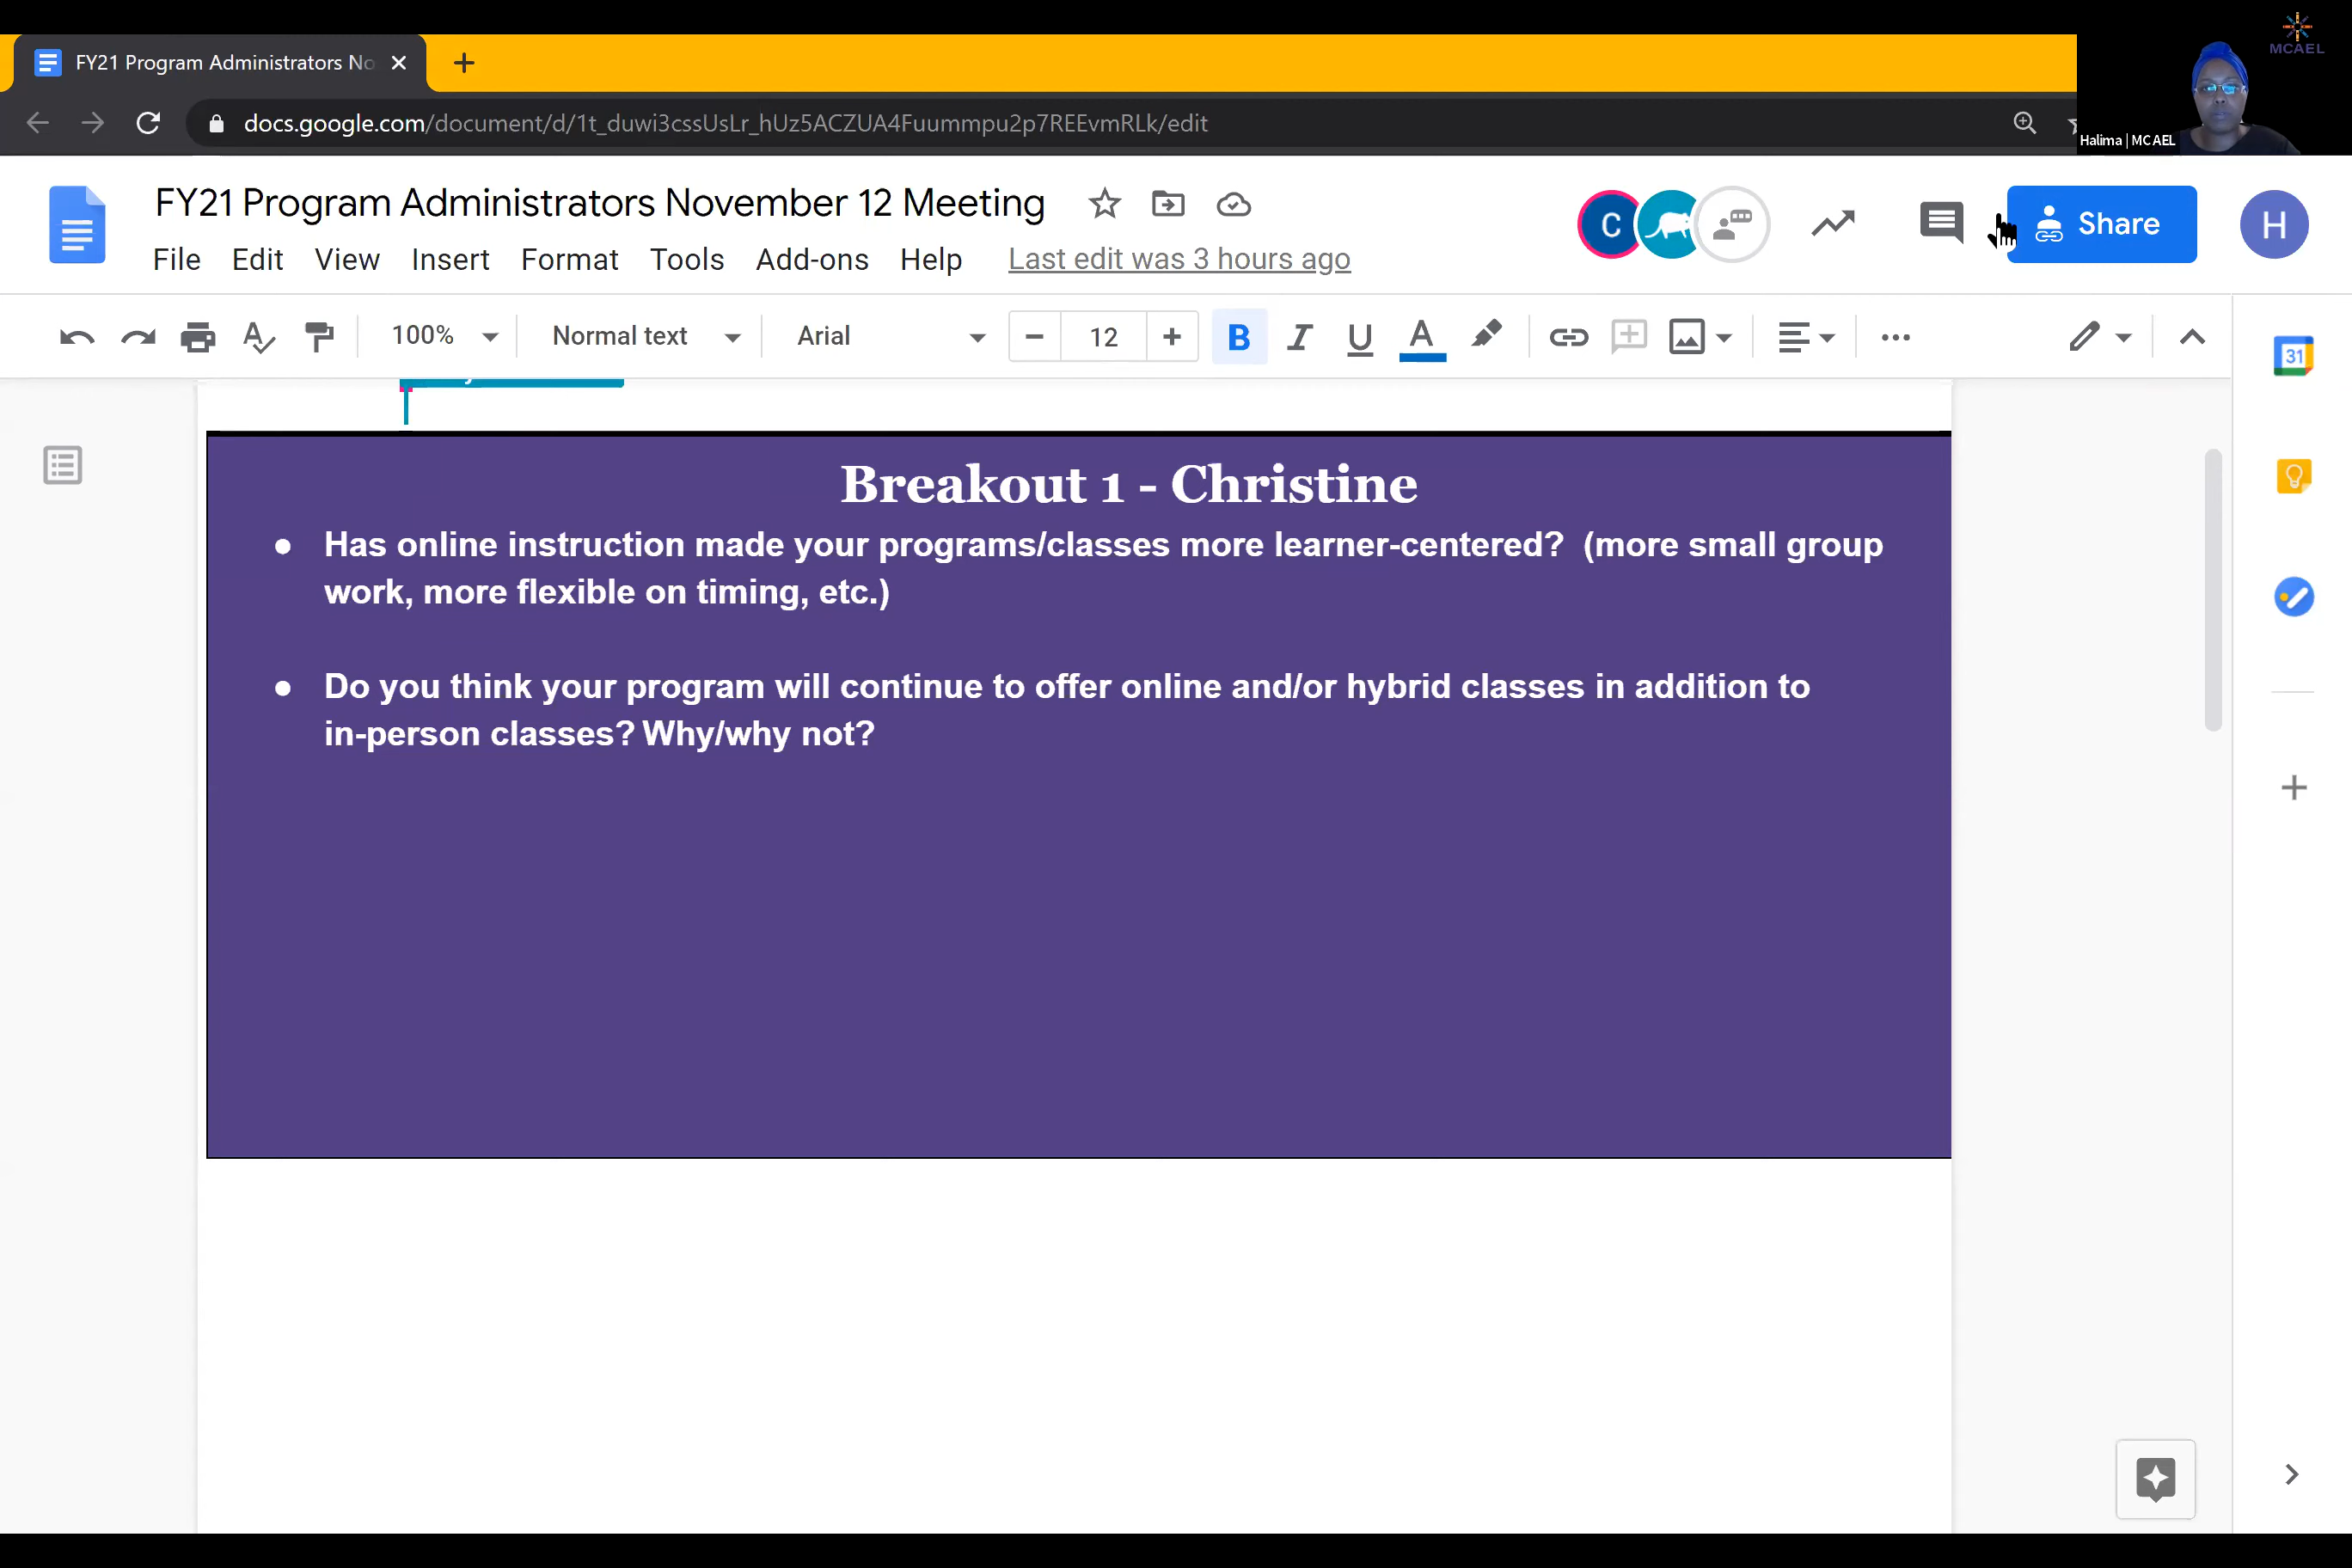 FY21 Program Administrators No
MCAEL
docs.google.com/document/d/1t_duwi3cssUsLr_hUz5ACZUA4Fuummpu2p7REEvmRLk/edit
Halima | MCAEL
FY21 Program Administrators November 12 Meeting
C
Share
H
File Edit View Insert Format Tools Add-ons Help Last edit was 3 hours ago
100% Normal text Arial 12 B I U A
31
Breakout 1 - Christine
● Has online instruction made your programs/classes more learner-centered? (more small group
work, more flexible on timing, etc.)
● Do you think your program will continue to offer online and/or hybrid classes in addition to
in-person classes? Why/why not?